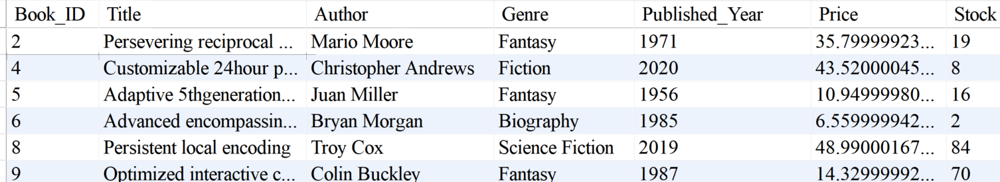 Book_ID Title Author Genre Published_Year Price Stock
2 Persevering reciprocal ... Mario Moore Fantasy 1971 35.79999923... 19
4 Customizable 24hour p... Christopher Andrews Fiction 2020 43.52000045... 8
5 Adaptive 5thgeneration... Juan Miller Fantasy 1956 10.94999980... 16
6 Advanced encompassin... Bryan Morgan Biography 1985 6.559999942... 2
8 Persistent local encoding Troy Cox Science Fiction 2019 48.99000167... 84
9 Optimized interactive c... Colin Buckley Fantasy 1987 14.32999992... 70